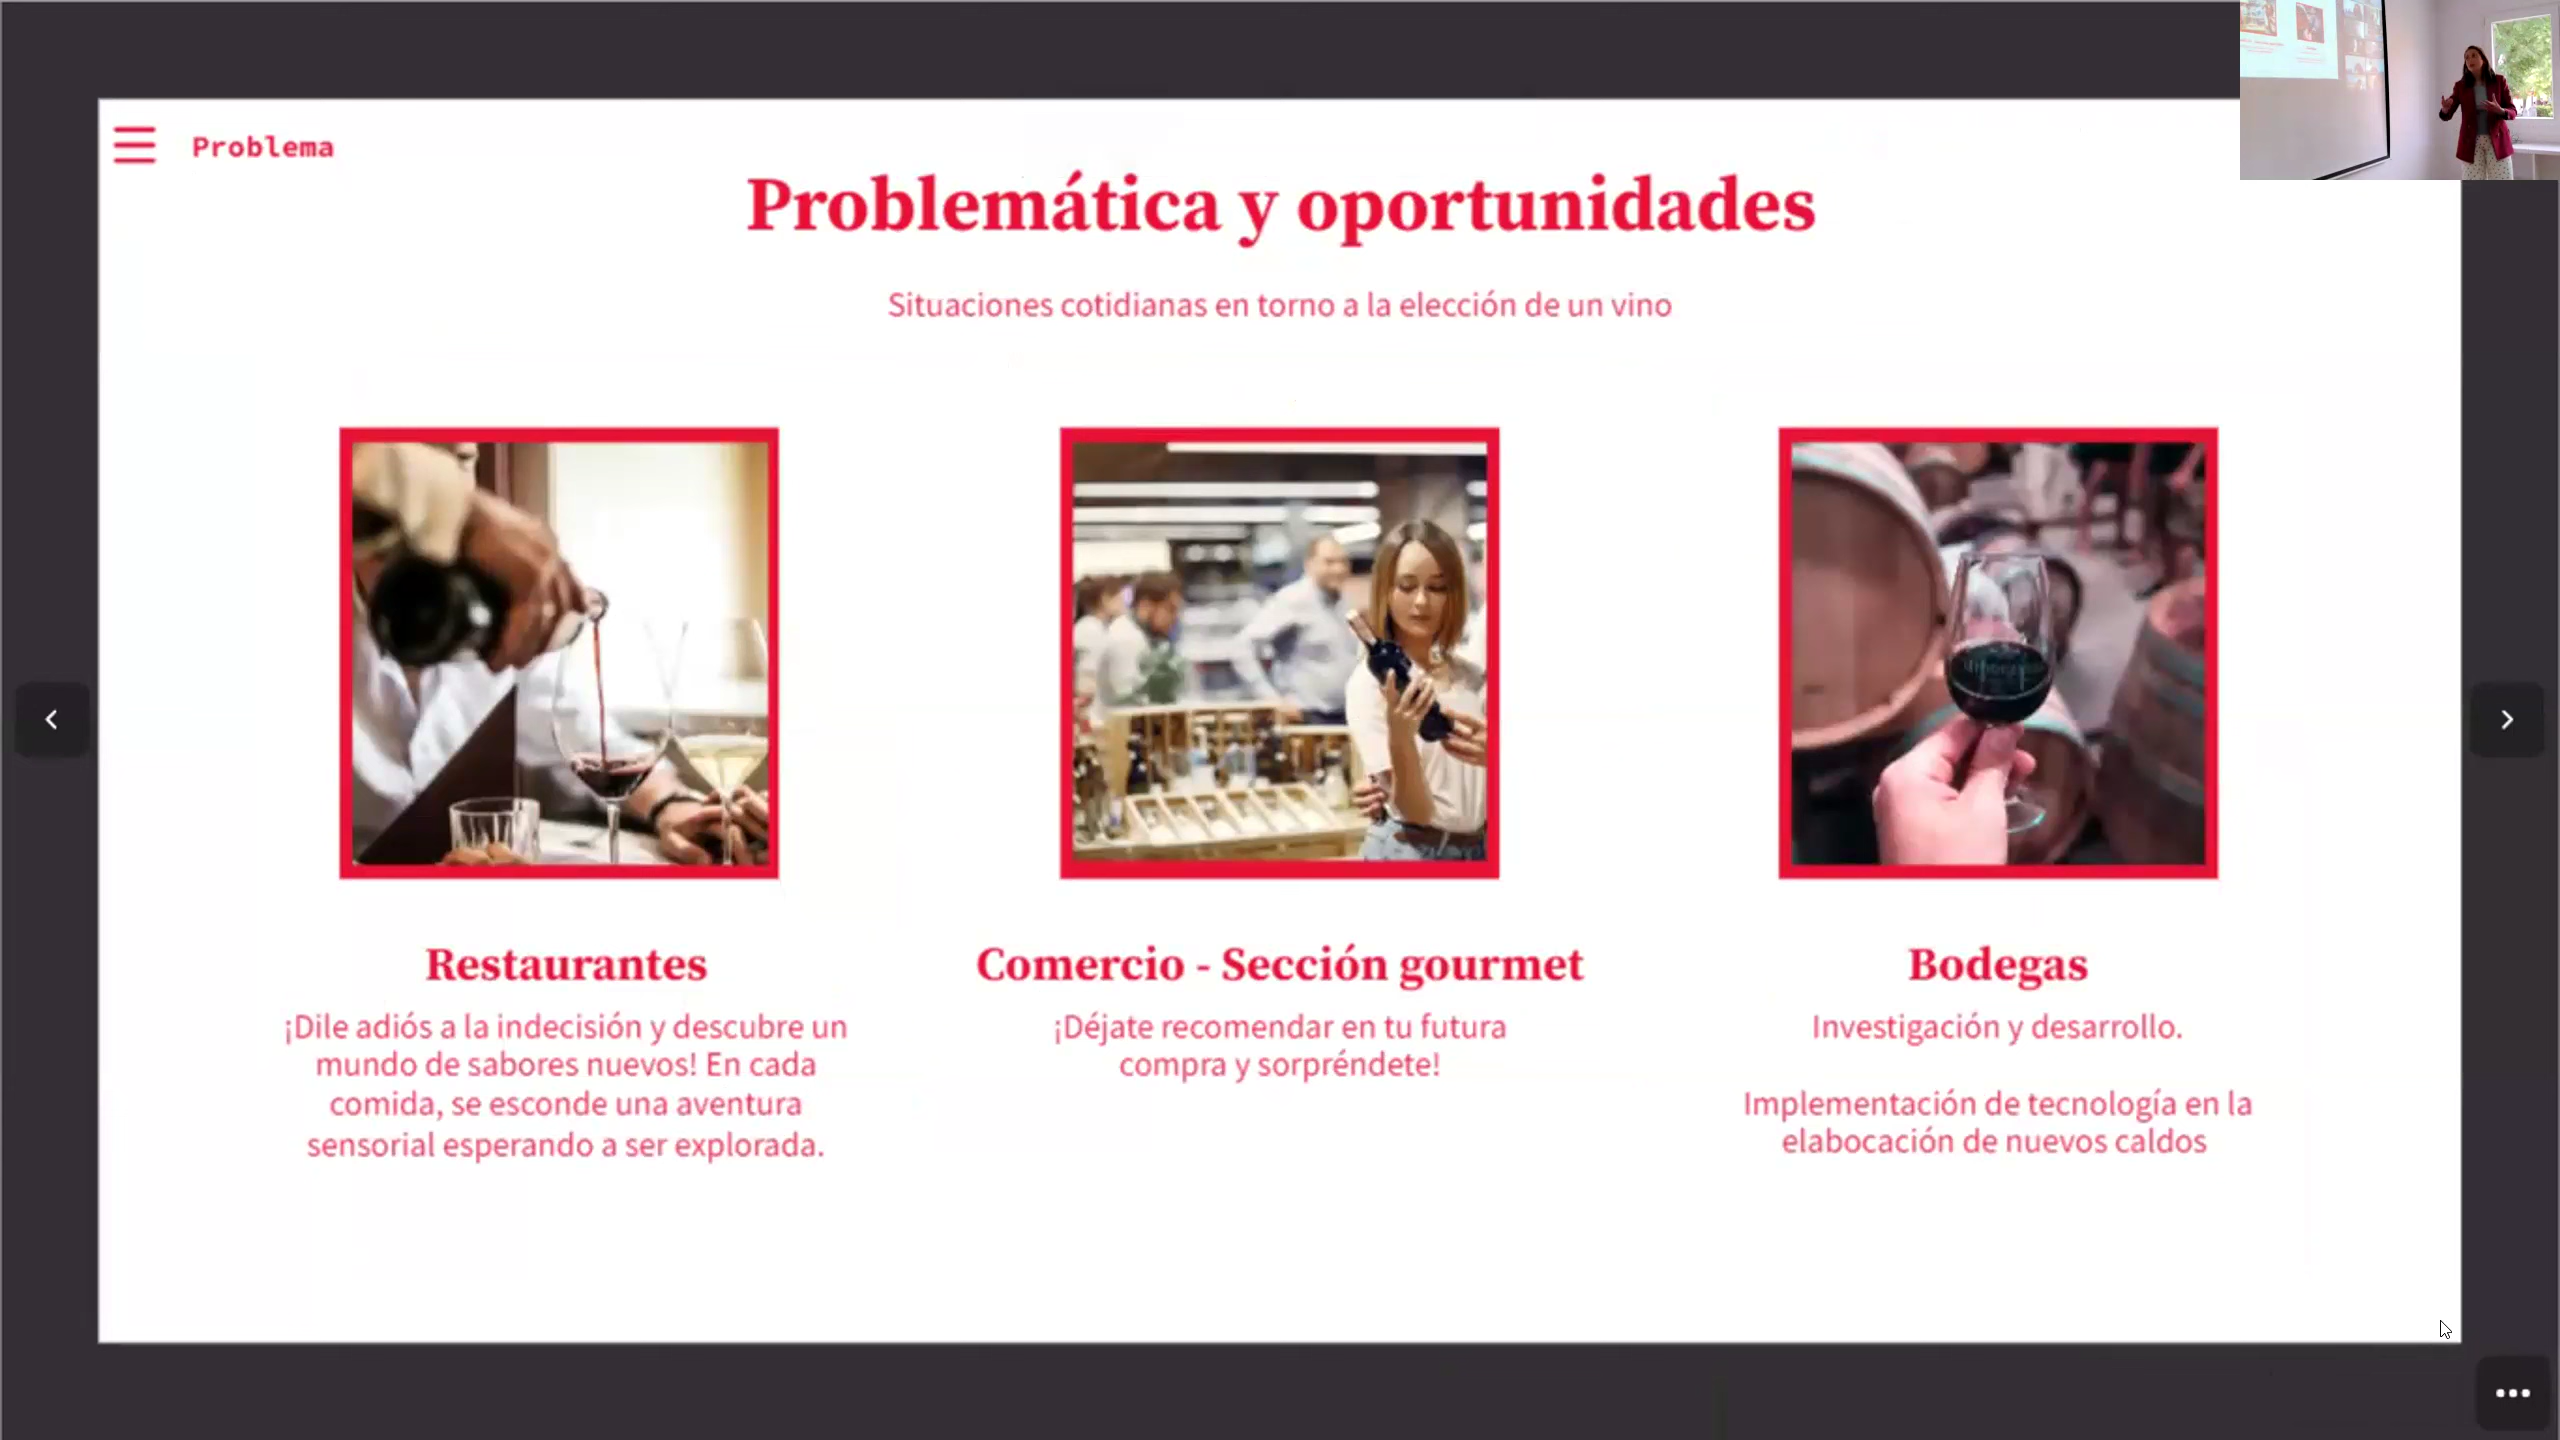 Problema
Problemática y oportunidades
Situaciones cotidianas en torno a la elección de un vino
Restaurantes
¡Dile adiós a la indecisión y descubre un
mundo de sabores nuevos! En cada
comida, se esconde una aventura
sensorial esperando a ser explorada.
Comercio - Sección gourmet
¡Déjate recomendar en tu futura
compra y sorpréndete!
Bodegas
Investigación y desarrollo.
Implementación de tecnología en la
elabocación de nuevos caldos